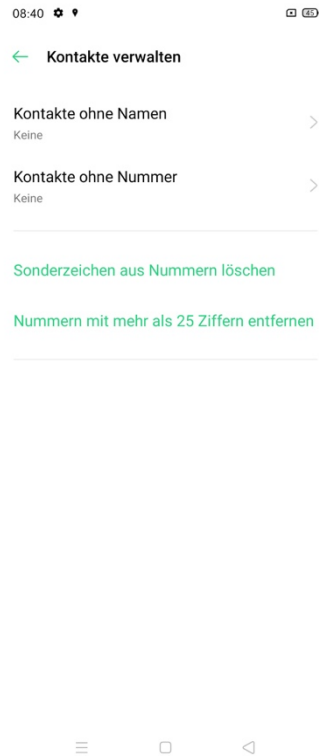 08:40 45
Kontakte verwalten
Kontakte ohne Namen
Keine
Kontakte ohne Nummer
Keine
Sonderzeichen aus Nummern löschen
Nummern mit mehr als 25 Ziffern entfernen